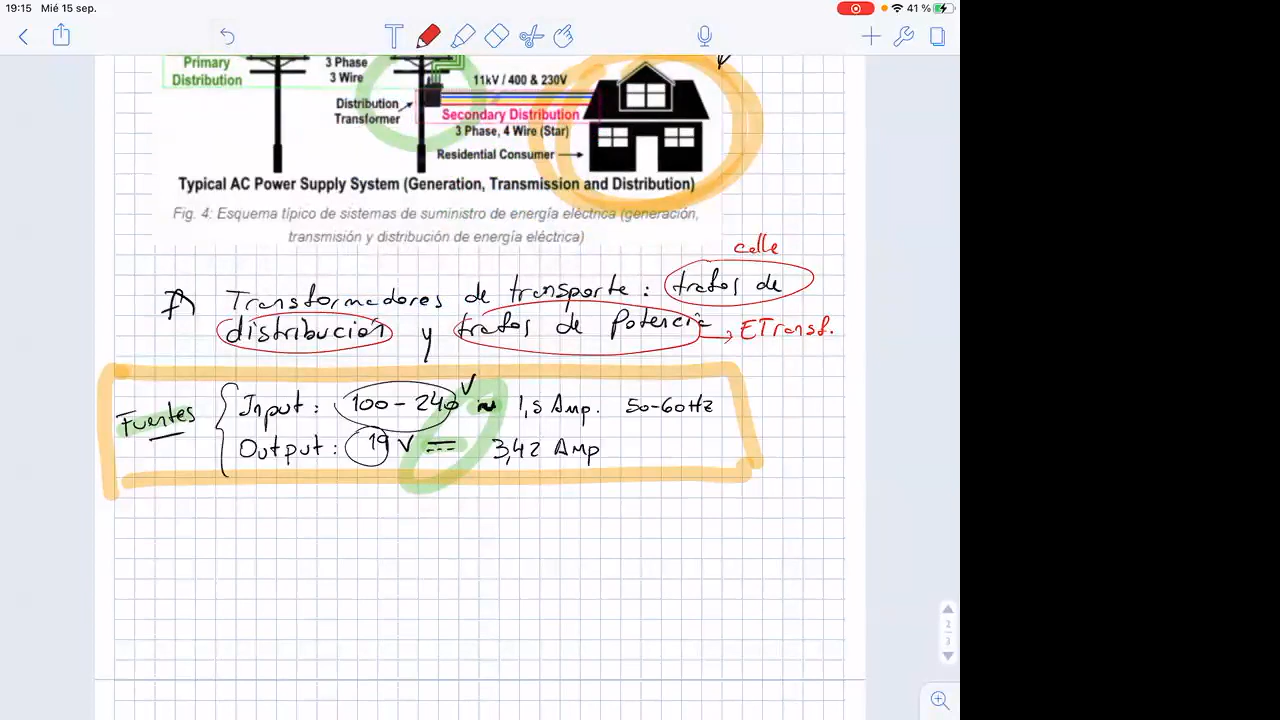 19:15 Mié 15 sep.
41 %
Primary
Distribution
3 Phase
3 Wire
Distribution
Transformer
11kV / 400 & 230V
Secondary Distribution
3 Phase, 4 Wire (Star)
Residential Consumer
Typical AC Power Supply System (Generation, Transmission and Distribution)
Fig. 4: Esquema típico de sistemas de suministro de energía eléctrica (generación,
transmisión y distribución de energía eléctrica)
calle
Transformadores de transporte: trafos de
distribución y trafos de Potencia → ETransf.
Fuentes
Input: 100-240V ~ 1,5 Amp. 50-60Hz
Output: 19 V ⎓ 3,42 Amp
2
3